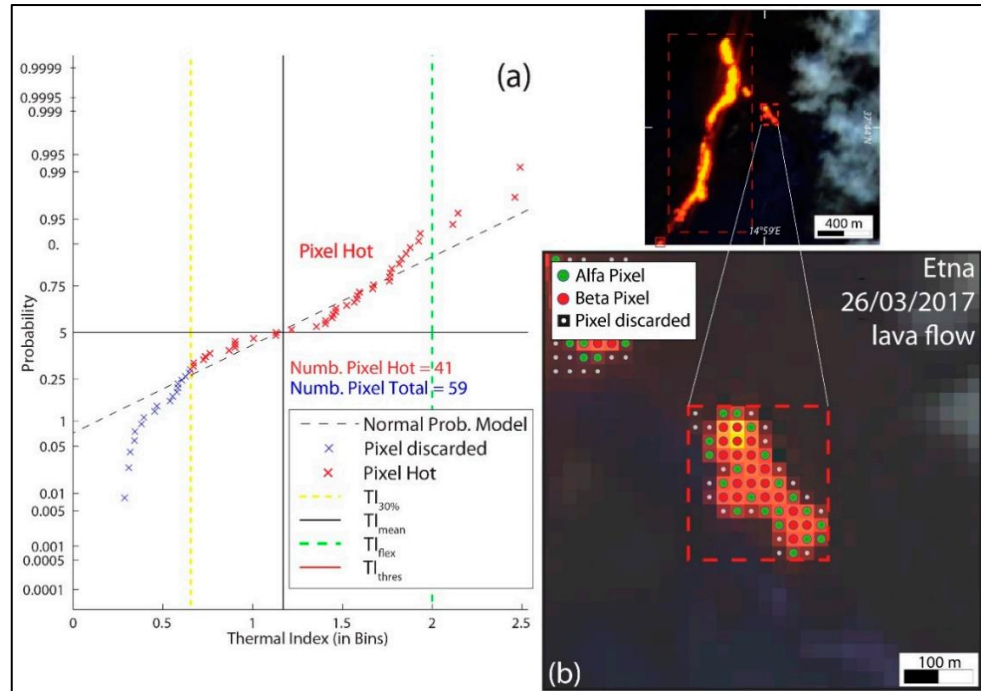 (a)
Probability
0.9999
0.9995
0.999
0.995
0.99
0.95
0.
0.75
5
0.25
1
0.05
0.01
0.005
0.001
0.0005
0.0001
Pixel Hot
Numb. Pixel Hot = 41
Numb. Pixel Total = 59
Normal Prob. Model
Pixel discarded
Pixel Hot
TI30%
TImean
TIflex
TIthres
0 0.5 1 1.5 2 2.5
Thermal Index (in Bins)
37°44'N
14°59'E
400 m
Alfa Pixel
Beta Pixel
Pixel discarded
Etna
26/03/2017
lava flow
(b)
100 m